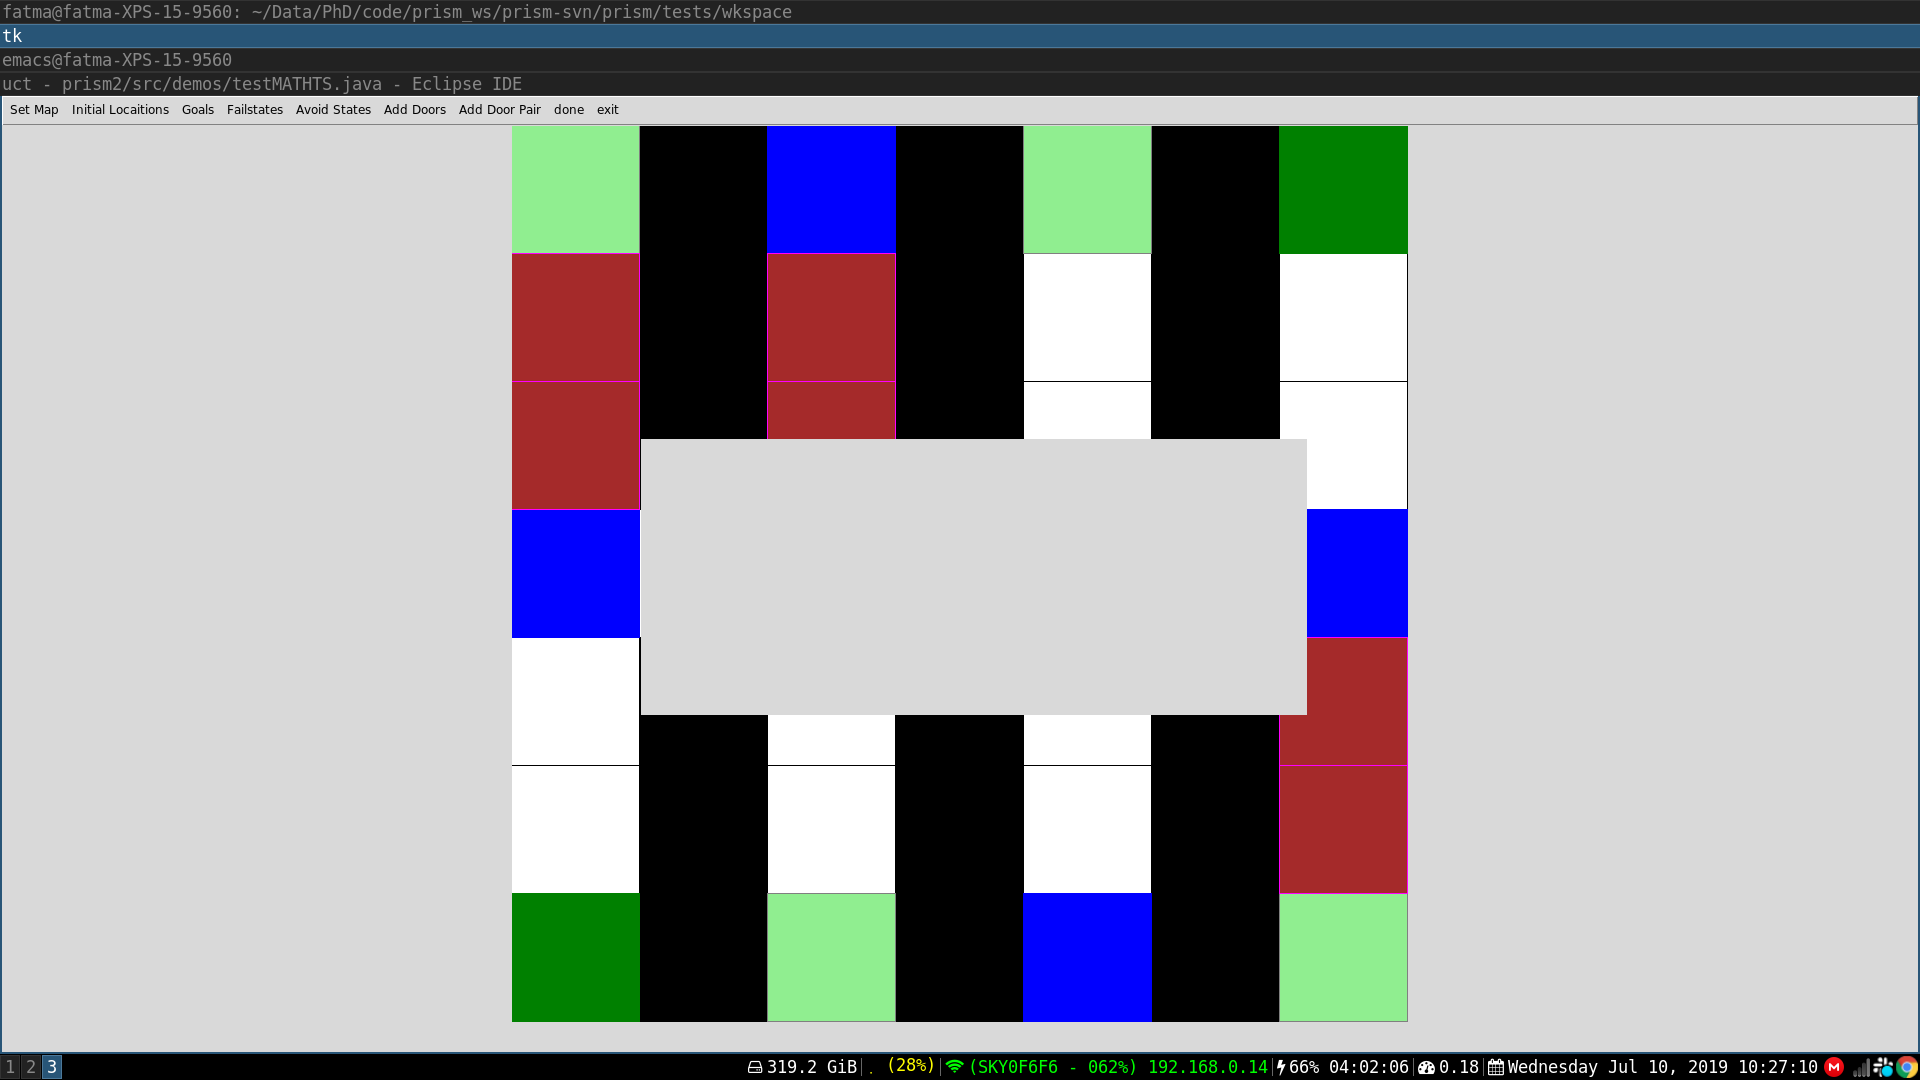 fatma@fatma-XPS-15-9560: ~/Data/PhD/code/prism_ws/prism-svn/prism/tests/wkspace
tk
emacs@fatma-XPS-15-9560
uct - prism2/src/demos/testMATHTS.java - Eclipse IDE
Set Map Initial Locaitions Goals Failstates Avoid States Add Doors Add Door Pair done exit
1 2 3 319.2 GiB . (28%) (SKY0F6F6 - 062%) 192.168.0.14 66% 04:02:06 0.18 Wednesday Jul 10, 2019 10:27:10 M